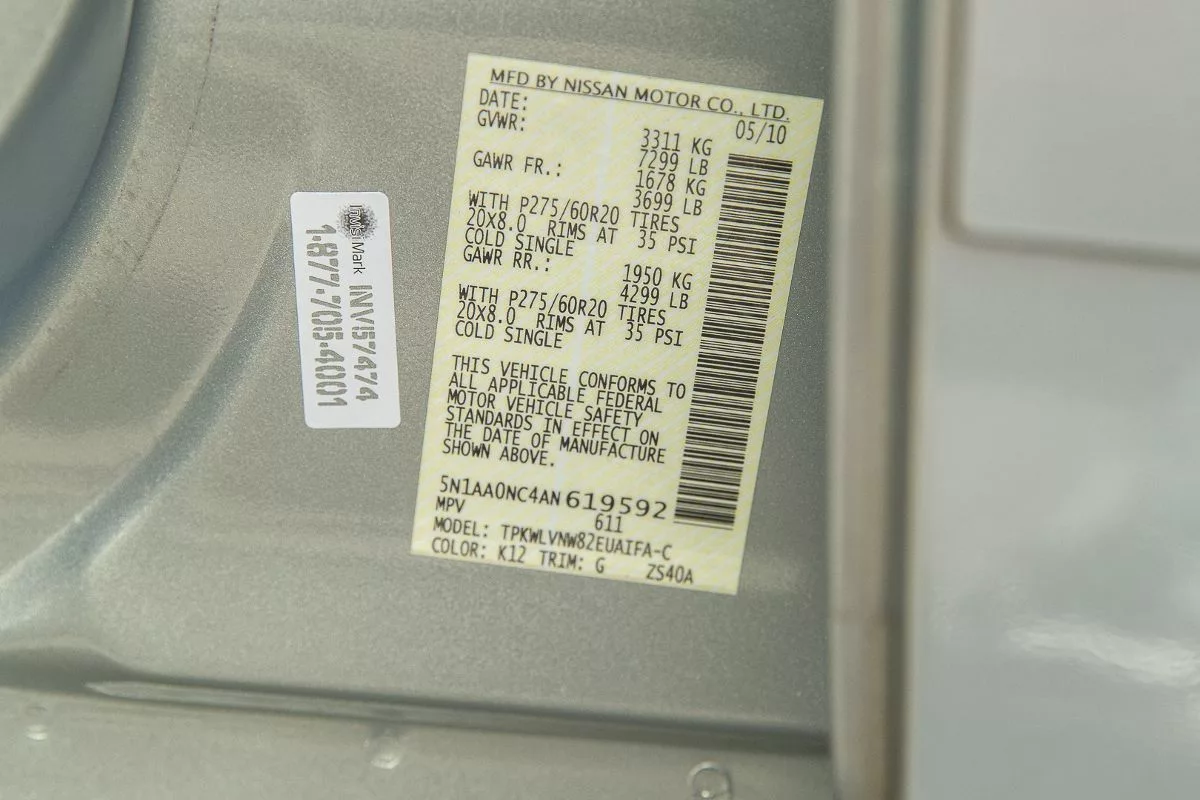 MFD BY NISSAN MOTOR CO., LTD.
DATE: 05/10
GVWR: 3311 KG
7299 LB
GAWR FR.: 1678 KG
3699 LB
WITH P275/60R20 TIRES
20X8.0 RIMS AT 35 PSI
COLD SINGLE
GAWR RR.: 1950 KG
4299 LB
WITH P275/60R20 TIRES
20X8.0 RIMS AT 35 PSI
COLD SINGLE
THIS VEHICLE CONFORMS TO
ALL APPLICABLE FEDERAL
MOTOR VEHICLE SAFETY
STANDARDS IN EFFECT ON
THE DATE OF MANUFACTURE
SHOWN ABOVE.
5N1AA0NC4AN619592
MPV 611
MODEL: TPKWLVNW82EUAIFA-C
COLOR: K12 TRIM: G ZS40A
InvisiMark INV57474
1-877-705-4001